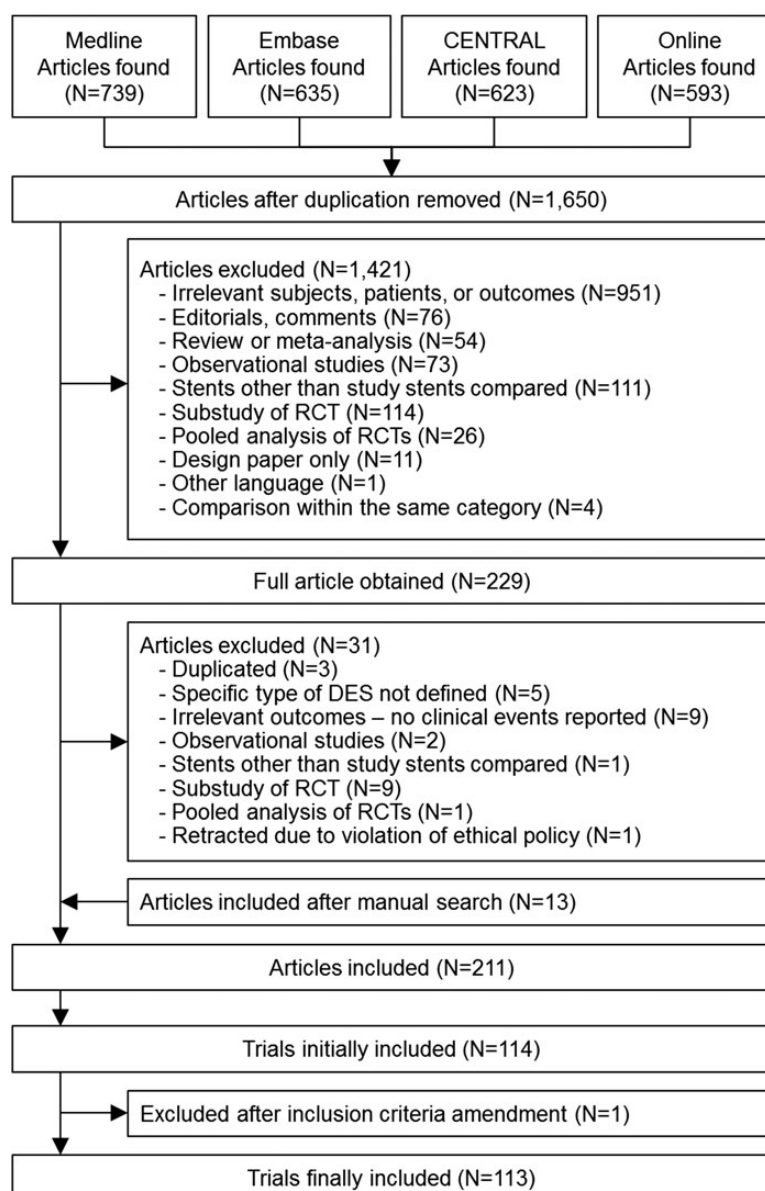 Medline
Articles found
(N=739)
Embase
Articles found
(N=635)
CENTRAL
Articles found
(N=623)
Online
Articles found
(N=593)
Articles after duplication removed (N=1,650)
Articles excluded (N=1,421)
- Irrelevant subjects, patients, or outcomes (N=951)
- Editorials, comments (N=76)
- Review or meta-analysis (N=54)
- Observational studies (N=73)
- Stents other than study stents compared (N=111)
- Substudy of RCT (N=114)
- Pooled analysis of RCTs (N=26)
- Design paper only (N=11)
- Other language (N=1)
- Comparison within the same category (N=4)
Full article obtained (N=229)
Articles excluded (N=31)
- Duplicated (N=3)
- Specific type of DES not defined (N=5)
- Irrelevant outcomes – no clinical events reported (N=9)
- Observational studies (N=2)
- Stents other than study stents compared (N=1)
- Substudy of RCT (N=9)
- Pooled analysis of RCTs (N=1)
- Retracted due to violation of ethical policy (N=1)
Articles included after manual search (N=13)
Articles included (N=211)
Trials initially included (N=114)
Excluded after inclusion criteria amendment (N=1)
Trials finally included (N=113)